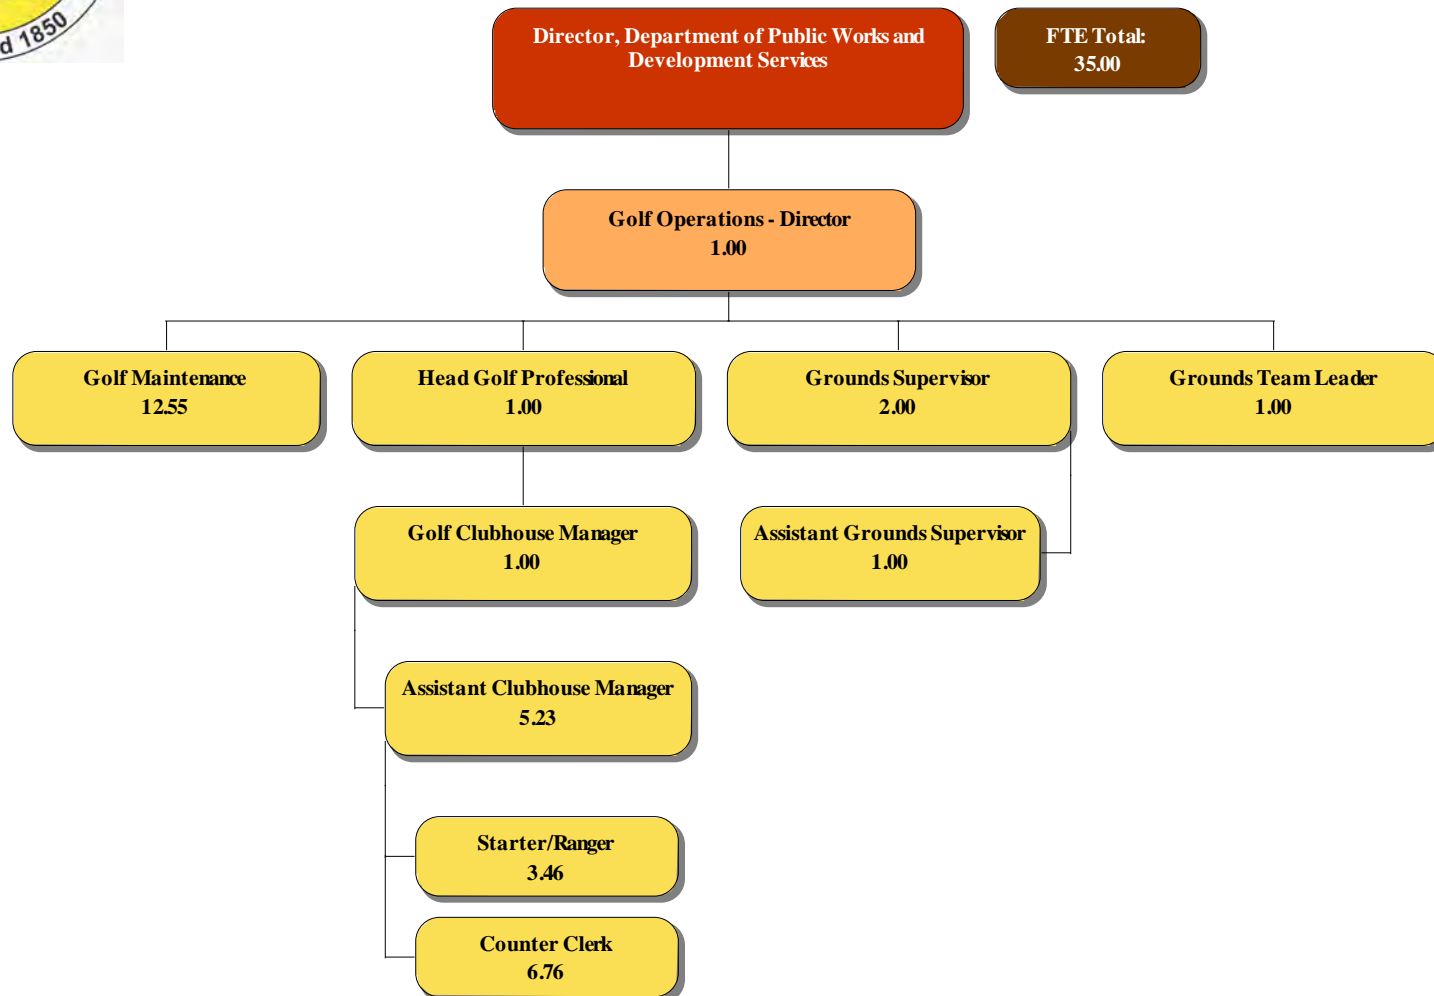 d 1850
Director, Department of Public Works and
Development Services
FTE Total:
35.00
Golf Operations - Director
1.00
Golf Maintenance
12.55
Head Golf Professional
1.00
Grounds Supervisor
2.00
Grounds Team Leader
1.00
Golf Clubhouse Manager
1.00
Assistant Grounds Supervisor
1.00
Assistant Clubhouse Manager
5.23
Starter/Ranger
3.46
Counter Clerk
6.76